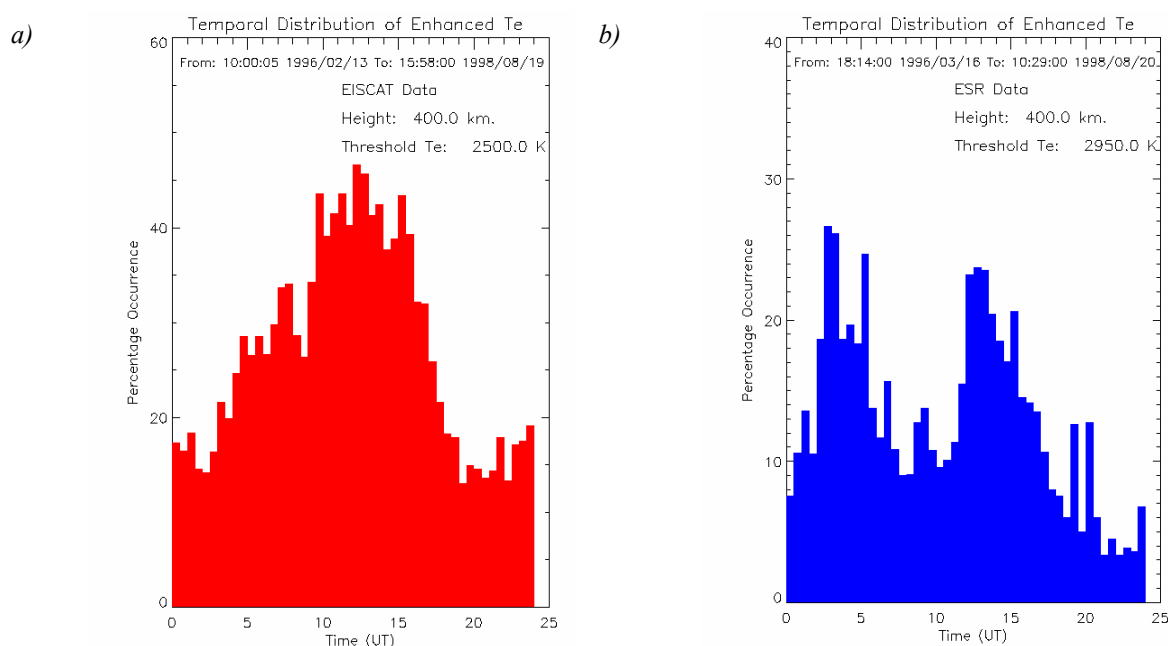 a)
Temporal Distribution of Enhanced Te
60
From: 10:00:05 1996/02/13 To: 15:58:00 1998/08/19
EISCAT Data
Height: 400.0 km.
Threshold Te: 2500.0 K
40
Percentage Occurrence
20
0
0 5 10 15 20 25
Time (UT)
b)
Temporal Distribution of Enhanced Te
40
From: 18:14:00 1996/03/16 To: 10:29:00 1998/08/20
ESR Data
Height: 400.0 km.
Threshold Te: 2950.0 K
30
Percentage Occurrence
20
10
0
0 5 10 15 20 25
Time (UT)